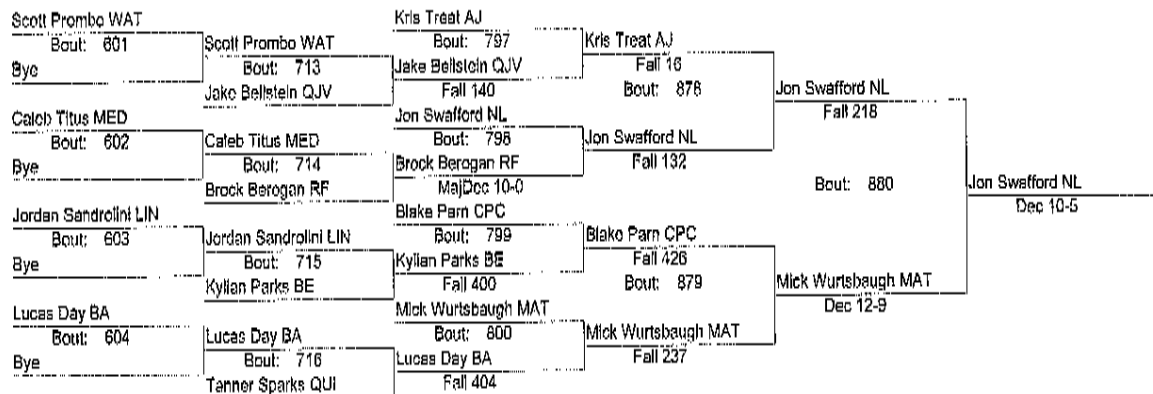 Scott Prombo WAT
Bout: 601
Bye
Caleb Titus MED
Bout: 602
Bye
Jordan Sandrolini LIN
Bout: 603
Bye
Lucas Day BA
Bout: 604
Bye
Scott Prombo WAT
Bout: 713
Jake Bellstein QJV
Caleb Titus MED
Bout: 714
Brock Berogan RF
Jordan Sandrolini LIN
Bout: 715
Kylian Parks BE
Lucas Day BA
Bout: 716
Tanner Sparks QUI
Kris Treat AJ
Bout: 797
Jake Bellstein QJV
Fall 140
Jon Swafford NL
Bout: 798
Brock Berogan RF
MajDec 10-0
Blake Parn CPC
Bout: 799
Kylian Parks BE
Fall 400
Mick Wurtsbaugh MAT
Bout: 800
Lucas Day BA
Fall 404
Kris Treat AJ
Fall 16
Bout: 878
Jon Swafford NL
Fall 132
Blake Parn CPC
Fall 426
Bout: 879
Mick Wurtsbaugh MAT
Fall 237
Jon Swafford NL
Fall 218
Bout: 880
Mick Wurtsbaugh MAT
Dec 12-9
Jon Swafford NL
Dec 10-5